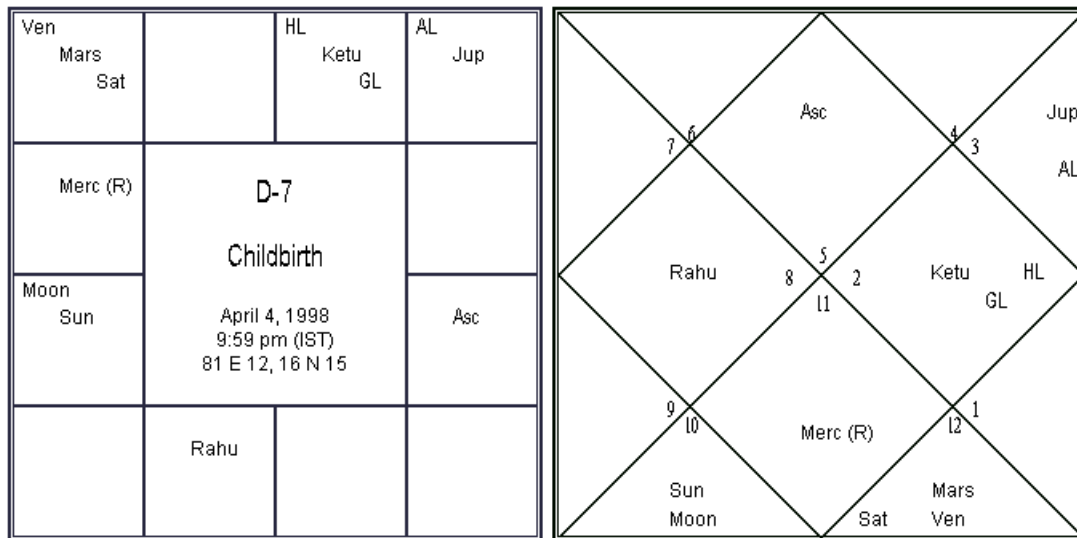 Ven
Mars
Sat
HL
Ketu
GL
AL
Jup
Merc (R)
D-7
Childbirth
April 4, 1998
9:59 pm (IST)
81 E 12, 16 N 15
Moon
Sun
Asc
Rahu
Asc
Jup
AL
6
7
4
3
Rahu
5
8
2
11
Ketu
HL
GL
9
10
1
12
Merc (R)
Sun
Moon
Mars
Sat
Ven